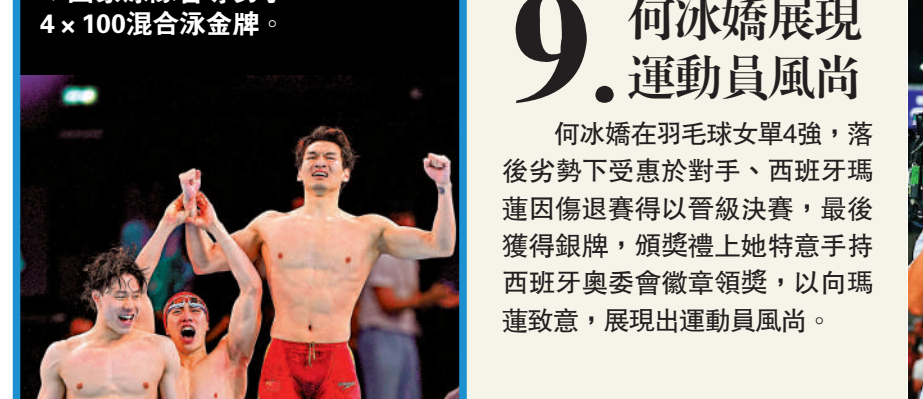 4 × 100混合泳金牌。
9.
何冰嬌展現
運動員風尚
何冰嬌在羽毛球女單4強，落
後劣勢下受惠於對手、西班牙瑪
蓮因傷退賽得以晉級決賽，最後
獲得銀牌，頒獎禮上她特意手持
西班牙奧委會徽章領獎，以向瑪
蓮致意，展現出運動員風尚。